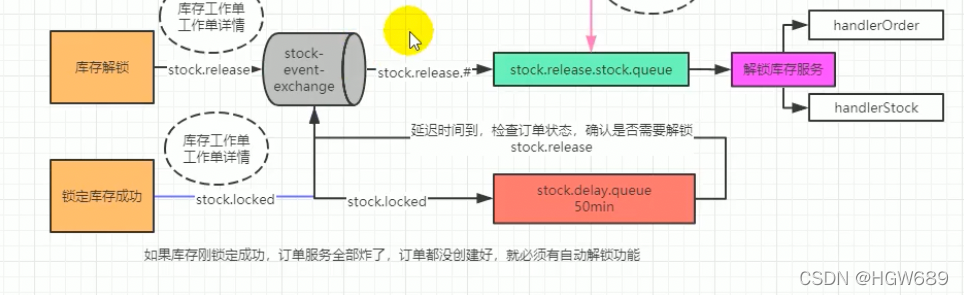 库存工作单
工作单详情
库存解锁
stock.release
stock-
event-
exchange
stock.release.#
stock.release.stock.queue
解锁库存服务
handlerOrder
handlerStock
延迟时间到，检查订单状态，确认是否需要解锁
stock.release
库存工作单
工作单详情
锁定库存成功
stock.locked
stock.locked
stock.delay.queue
50min
如果库存刚锁定成功，订单服务全部炸了，订单都没创建好，就必须有自动解锁功能
CSDN @HGW689